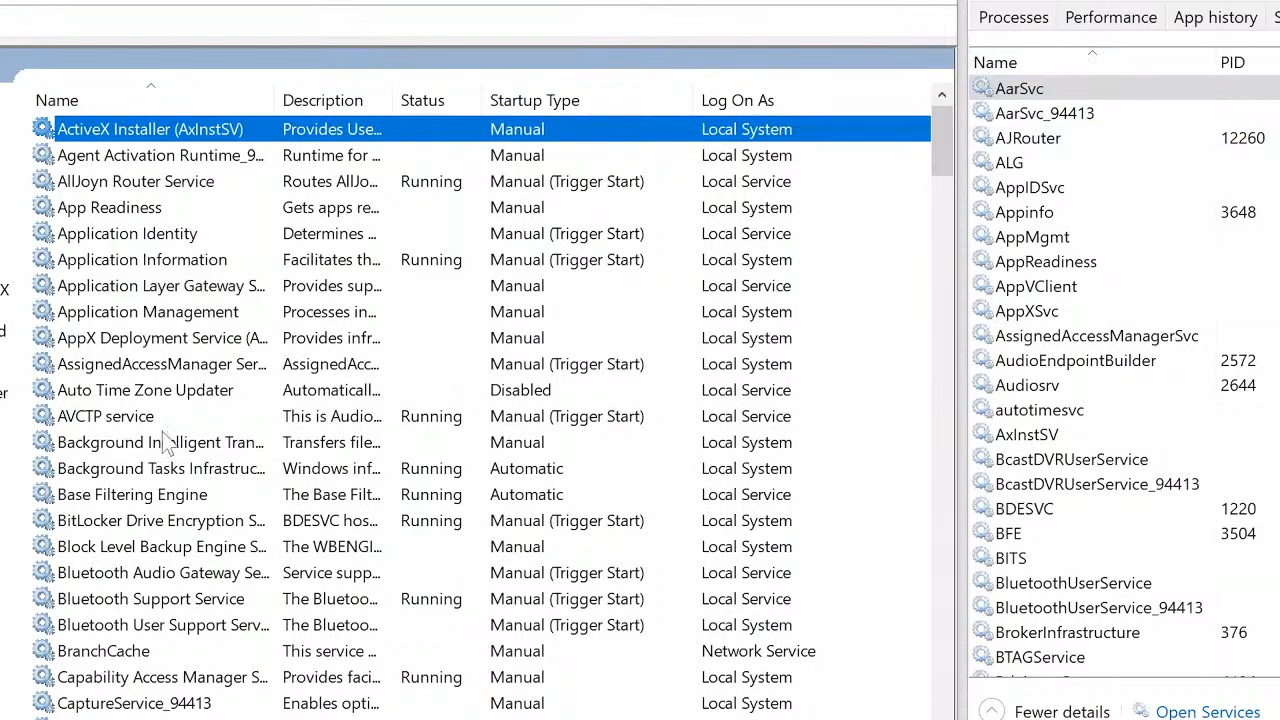 Name Description Status Startup Type Log On As
ActiveX Installer (AxInstSV) Provides Use... Manual Local System
Agent Activation Runtime_9... Runtime for ... Manual Local System
AllJoyn Router Service Routes AllJo... Running Manual (Trigger Start) Local Service
App Readiness Gets apps re... Manual Local System
Application Identity Determines ... Manual (Trigger Start) Local Service
Application Information Facilitates th... Running Manual (Trigger Start) Local System
Application Layer Gateway S... Provides sup... Manual Local Service
Application Management Processes in... Manual Local System
AppX Deployment Service (A... Provides infr... Manual Local System
AssignedAccessManager Ser... AssignedAcc... Manual (Trigger Start) Local System
Auto Time Zone Updater Automaticall... Disabled Local Service
AVCTP service This is Audio... Running Manual (Trigger Start) Local Service
Background Intelligent Tran... Transfers file... Manual Local System
Background Tasks Infrastruc... Windows inf... Running Automatic Local System
Base Filtering Engine The Base Filt... Running Automatic Local Service
BitLocker Drive Encryption S... BDESVC hos... Running Manual (Trigger Start) Local System
Block Level Backup Engine S... The WBENGI... Manual Local System
Bluetooth Audio Gateway Se... Service supp... Manual (Trigger Start) Local Service
Bluetooth Support Service The Bluetoo... Running Manual (Trigger Start) Local Service
Bluetooth User Support Serv... The Bluetoo... Manual (Trigger Start) Local System
BranchCache This service ... Manual Network Service
Capability Access Manager S... Provides faci... Running Manual (Trigger Start) Local System
CaptureService_94413 Enables opti... Manual Local System
Processes Performance App history
Name PID
AarSvc
AarSvc_94413
AJRouter 12260
ALG
AppIDSvc
Appinfo 3648
AppMgmt
AppReadiness
AppVClient
AppXSvc
AssignedAccessManagerSvc
AudioEndpointBuilder 2572
Audiosrv 2644
autotimesvc
AxInstSV
BcastDVRUserService
BcastDVRUserService_94413
BDESVC 1220
BFE 3504
BITS
BluetoothUserService
BluetoothUserService_94413
BrokerInfrastructure 376
BTAGService
Fewer details Open Services